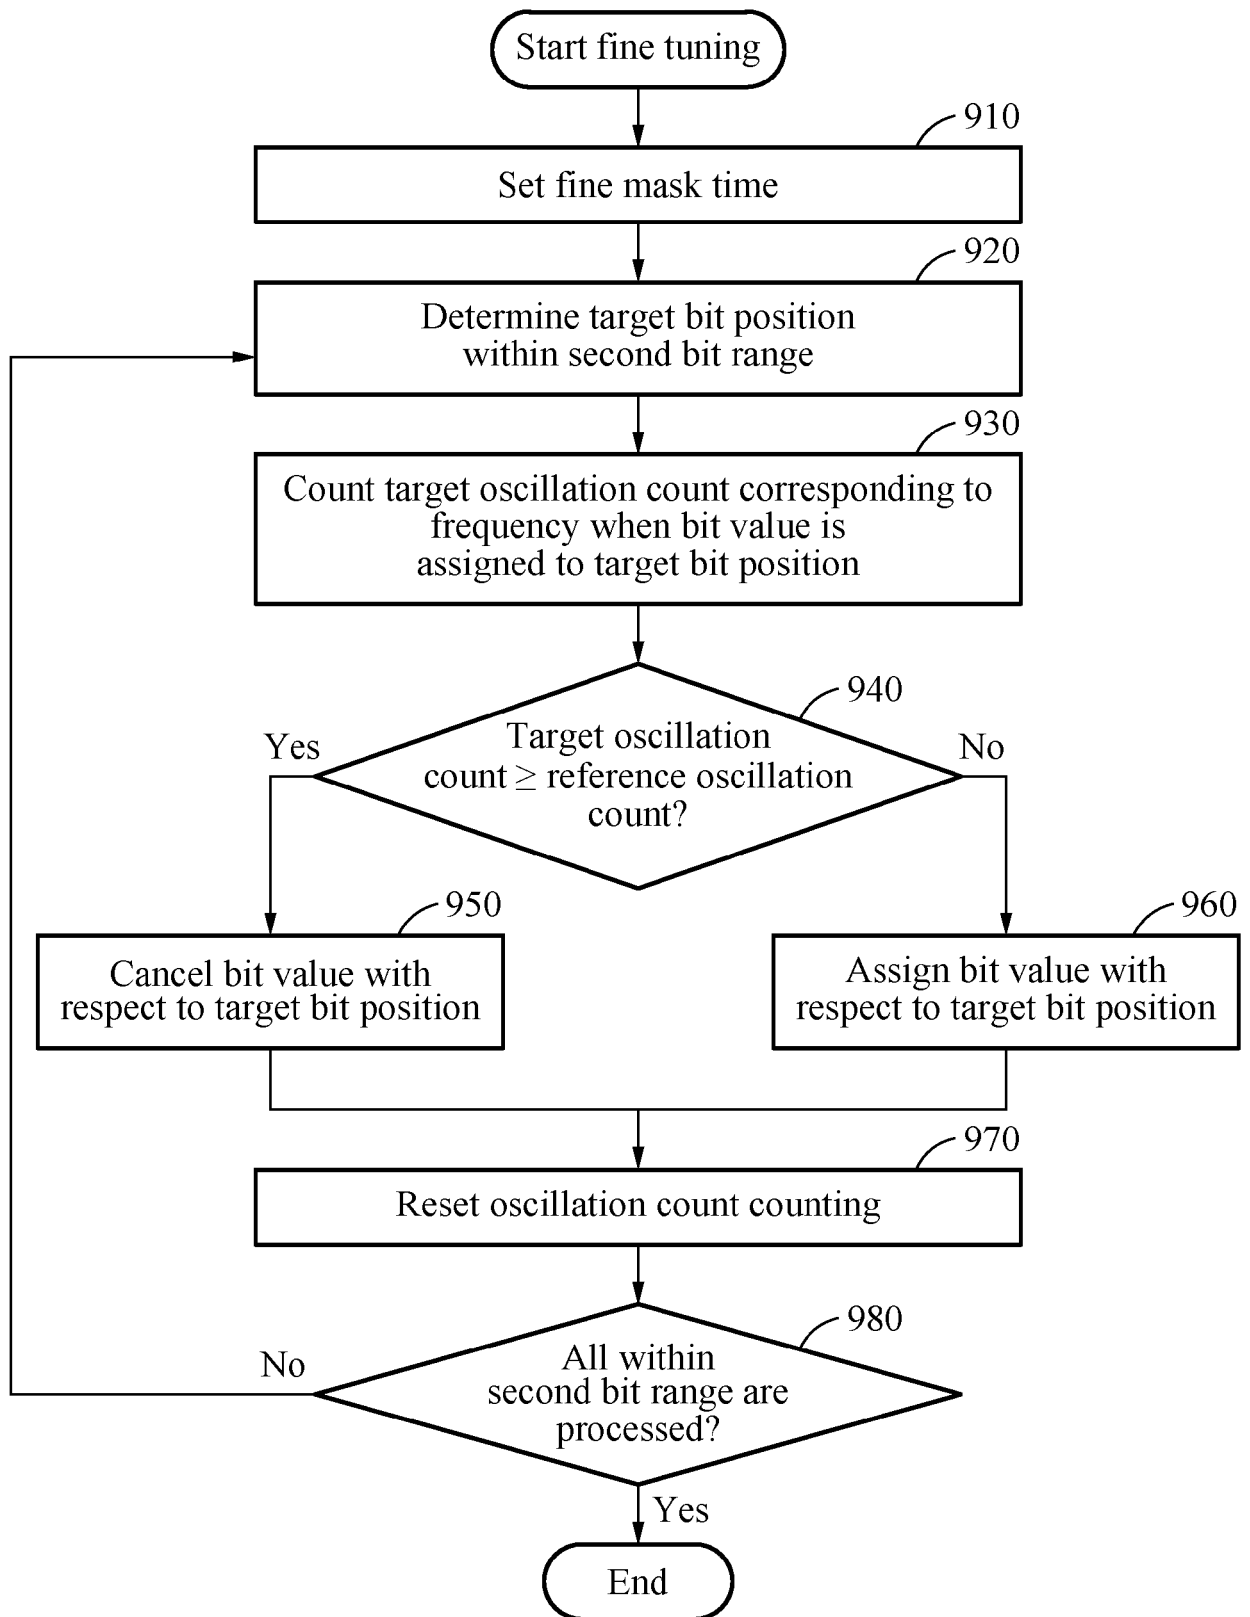 Start fine tuning
910
Set fine mask time
920
Determine target bit position
within second bit range
930
Count target oscillation count corresponding to
frequency when bit value is
assigned to target bit position
940
Yes
Target oscillation
count ≥ reference oscillation
count?
No
950
Cancel bit value with
respect to target bit position
960
Assign bit value with
respect to target bit position
970
Reset oscillation count counting
980
No
All within
second bit range are
processed?
Yes
End